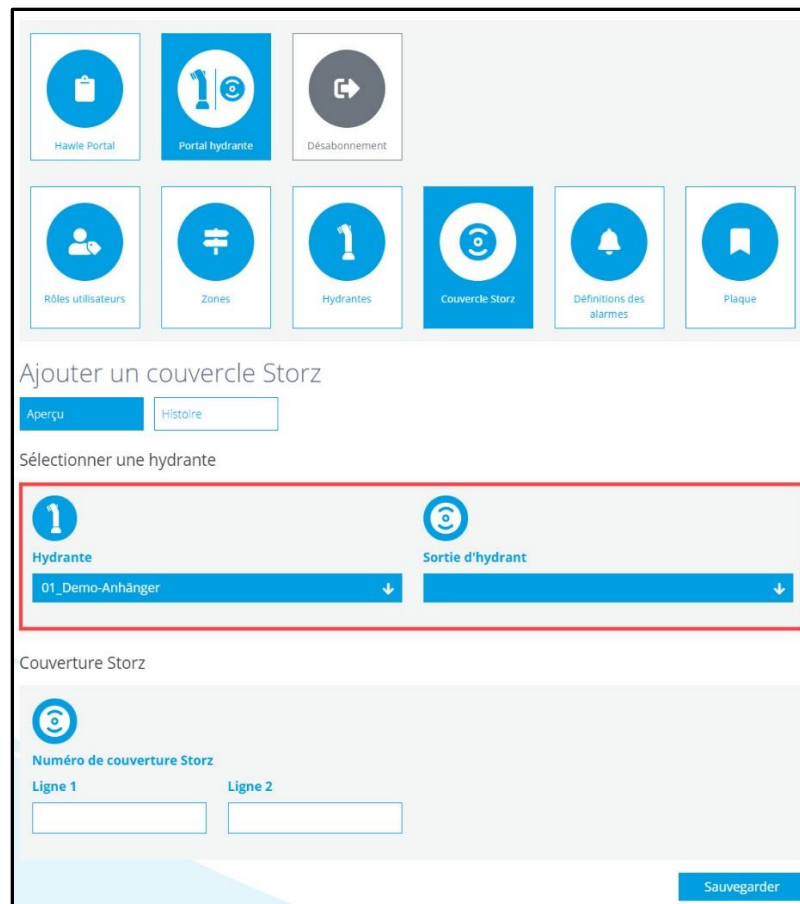 Hawle Portal
Portal hydrante
Désabonnement
Rôles utilisateurs
Zones
Hydrantes
Couvercle Storz
Définitions des
alarmes
Plaque
Ajouter un couvercle Storz
Aperçu
Histoire
Sélectionner une hydrante
Hydrante
Sortie d'hydrant
01_Demo-Anhänger
Couverture Storz
Numéro de couverture Storz
Ligne 1
Ligne 2
Sauvegarder